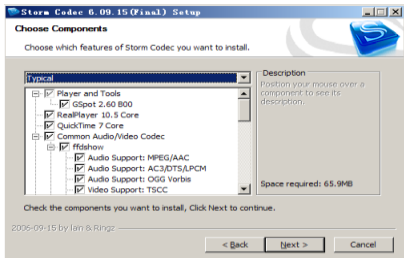 Storm Codec 6.09.15(Final) Setup
Choose Components
Choose which features of Storm Codec you want to install.
Typical
Player and Tools
GSpot 2.60 B00
RealPlayer 10.5 Core
QuickTime 7 Core
Common Audio/Video Codec
ffdshow
Audio Support: MPEG/AAC
Audio Support: AC3/DTS/LPCM
Audio Support: OGG Vorbis
Video Support: TSCC
Description
Position your mouse over a
component to see its
description.
Space required: 65.9MB
Check the components you want to install, Click Next to continue.
2006-09-15 by lain & Ringz
< Back
Next >
Cancel